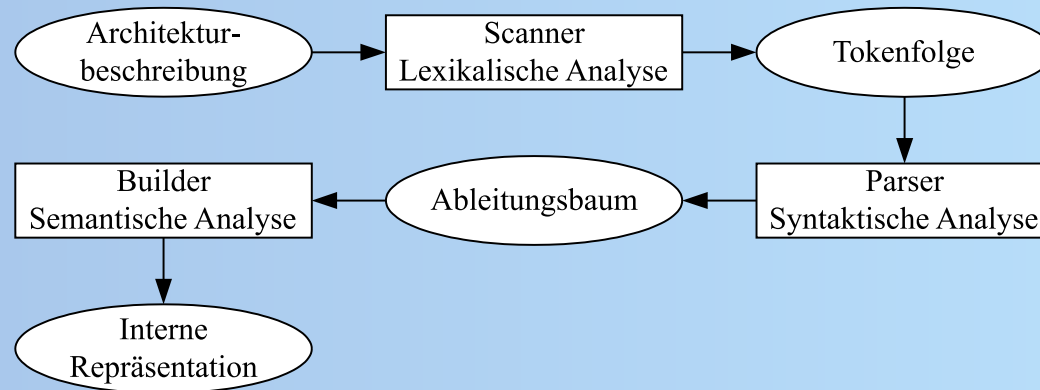 Architektur-
beschreibung
Scanner
Lexikalische Analyse
Tokenfolge
Parser
Syntaktische Analyse
Ableitungsbaum
Builder
Semantische Analyse
Interne
Repräsentation